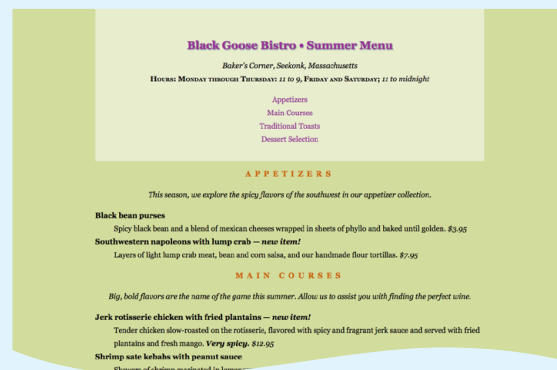 Black Goose Bistro • Summer Menu
Baker's Corner, Seekonk, Massachusetts
Hours: Monday through Thursday: 11 to 9, Friday and Saturday; 11 to midnight
Appetizers
Main Courses
Traditional Toasts
Dessert Selection
APPETIZERS
This season, we explore the spicy flavors of the southwest in our appetizer collection.
Black bean purses
Spicy black bean and a blend of mexican cheeses wrapped in sheets of phyllo and baked until golden. $3.95
Southwestern napoleons with lump crab — new item!
Layers of light lump crab meat, bean and corn salsa, and our handmade flour tortillas. $7.95
MAIN COURSES
Big, bold flavors are the name of the game this summer. Allow us to assist you with finding the perfect wine.
Jerk rotisserie chicken with fried plantains — new item!
Tender chicken slow-roasted on the rotisserie, flavored with spicy and fragrant jerk sauce and served with fried
plantains and fresh mango. Very spicy. $12.95
Shrimp sate kebabs with peanut sauce